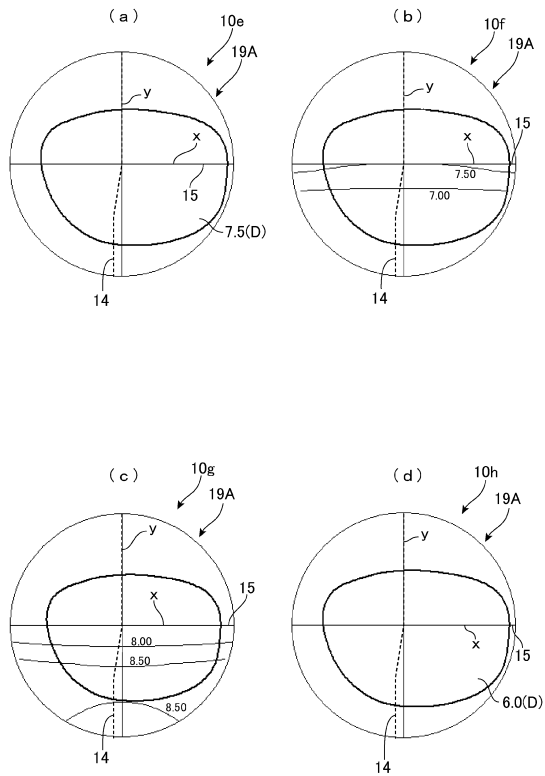 (a)
10e
19A
y
x
15
7.5(D)
14
(b)
10f
19A
y
x
15
7.50
7.00
14
(c)
10g
19A
y
x
15
8.00
8.50
8.50
14
(d)
10h
19A
y
x
15
6.0(D)
14